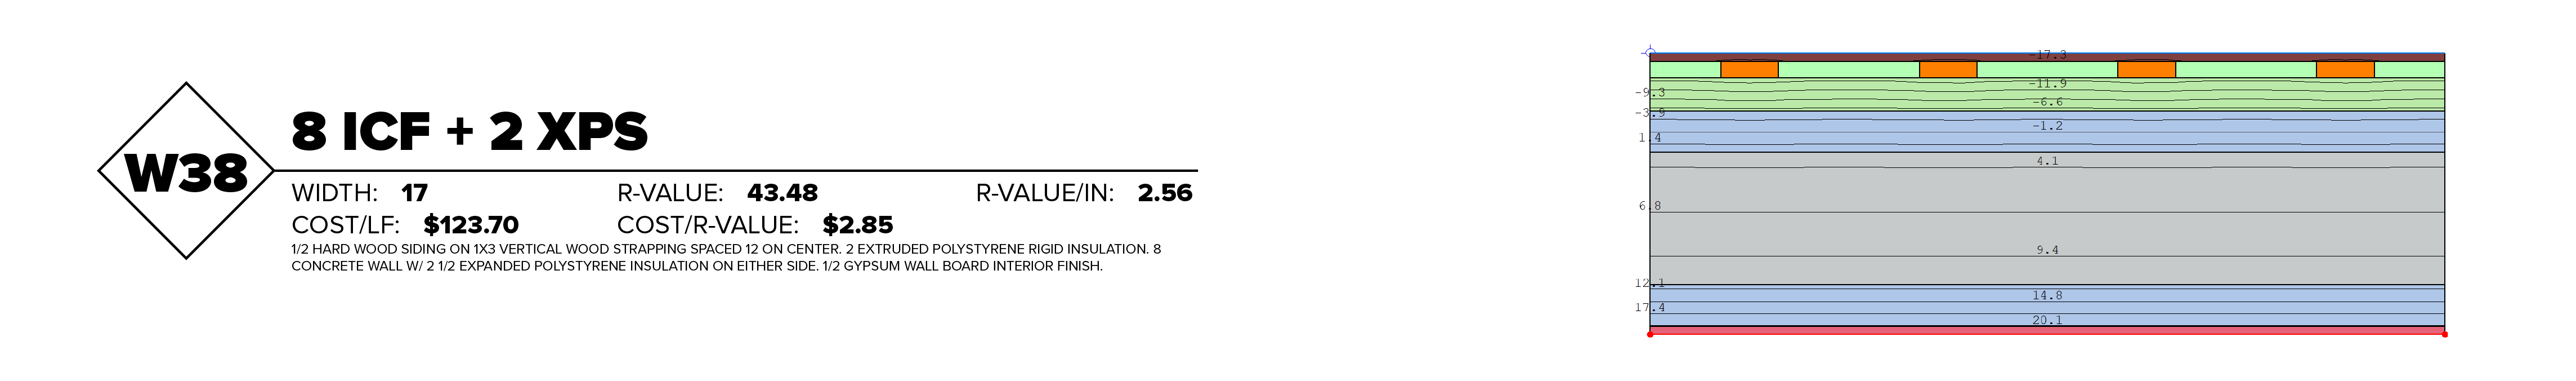 W38
8 ICF + 2 XPS
WIDTH: 17 R-VALUE: 43.48 R-VALUE/IN: 2.56
COST/LF: $123.70 COST/R-VALUE: $2.85
1/2 HARD WOOD SIDING ON 1X3 VERTICAL WOOD STRAPPING SPACED 12 ON CENTER. 2 EXTRUDED POLYSTYRENE RIGID INSULATION. 8
CONCRETE WALL W/ 2 1/2 EXPANDED POLYSTYRENE INSULATION ON EITHER SIDE. 1/2 GYPSUM WALL BOARD INTERIOR FINISH.
-17.3
-11.9
-9.3
-6.6
-3.9
-1.2
1.4
4.1
6.8
9.4
12.1
14.8
17.4
20.1